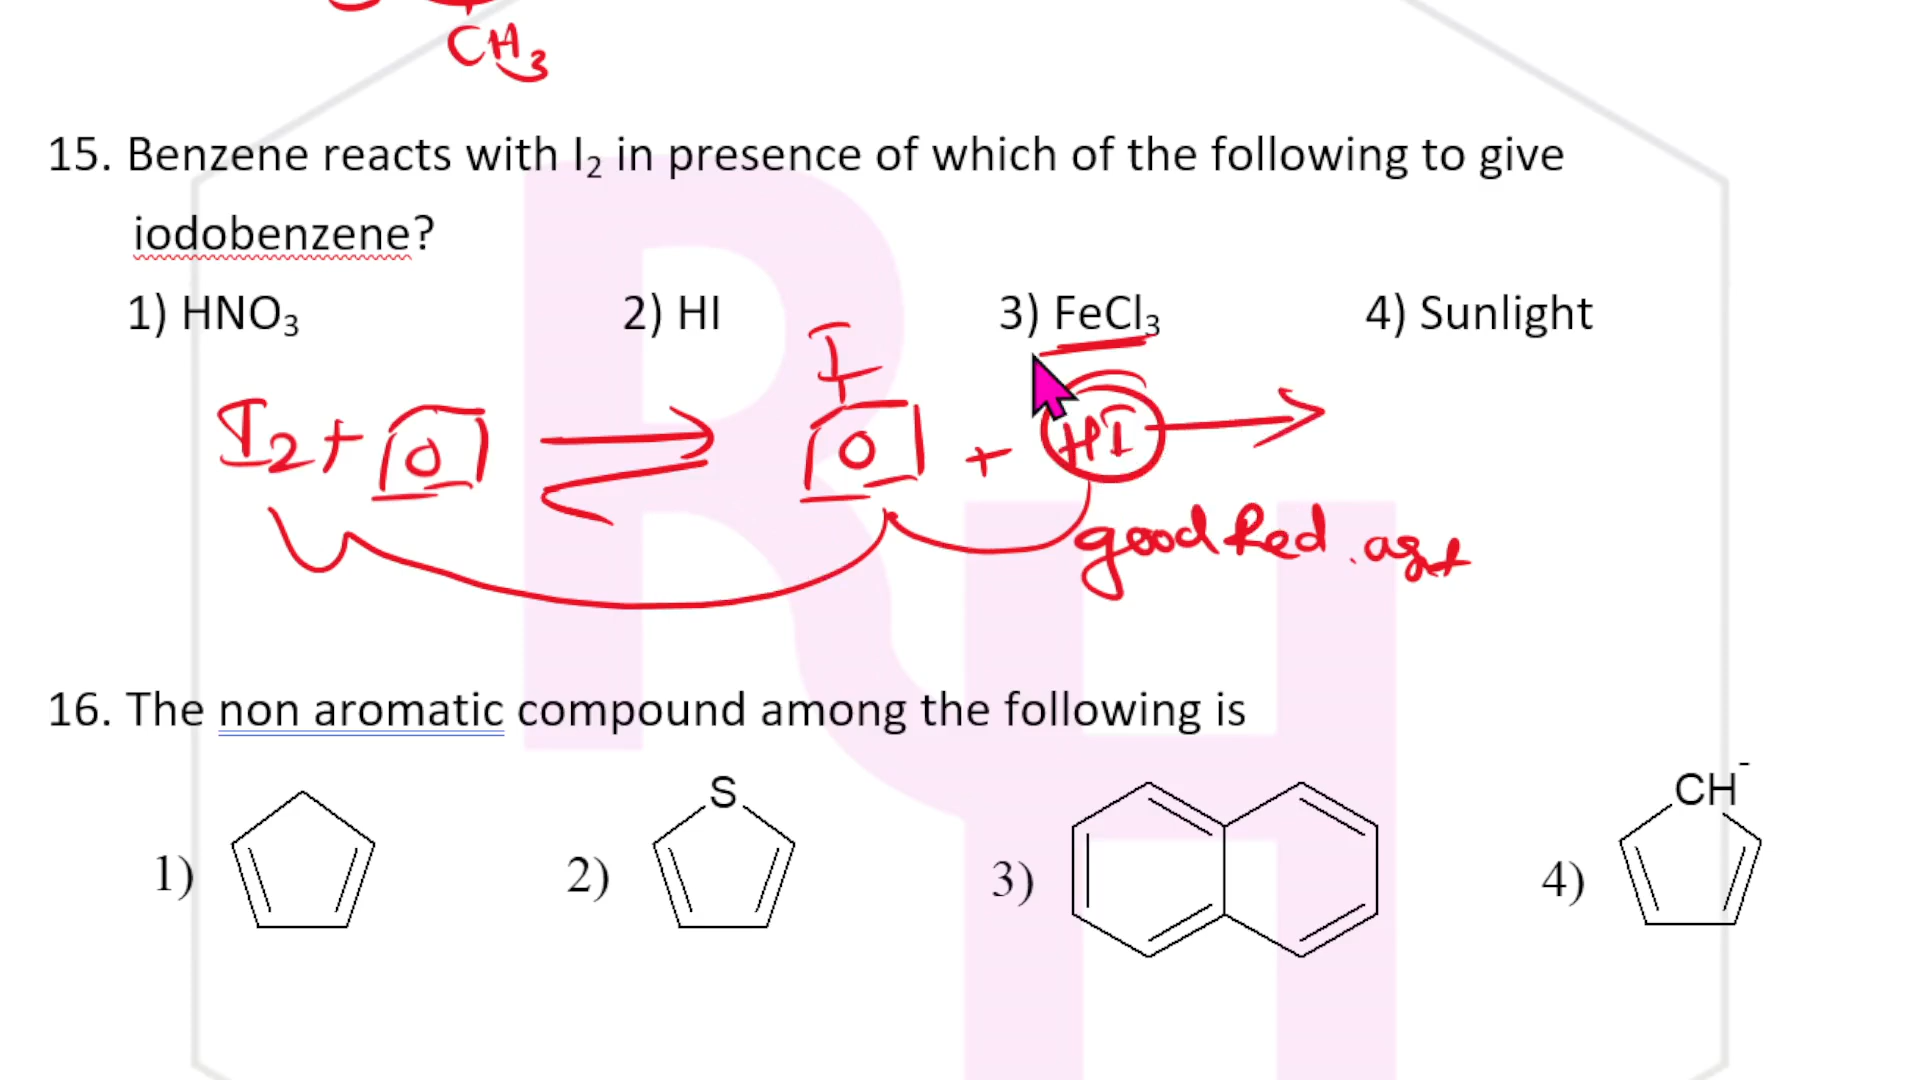 CH3
15. Benzene reacts with I₂ in presence of which of the following to give
iodobenzene?
1) HNO₃ 2) HI 3) FeCl₃ 4) Sunlight
I
I2 + O O + HI
good Red. agt
16. The non aromatic compound among the following is
S CH⁻
1) 2) 3) 4)